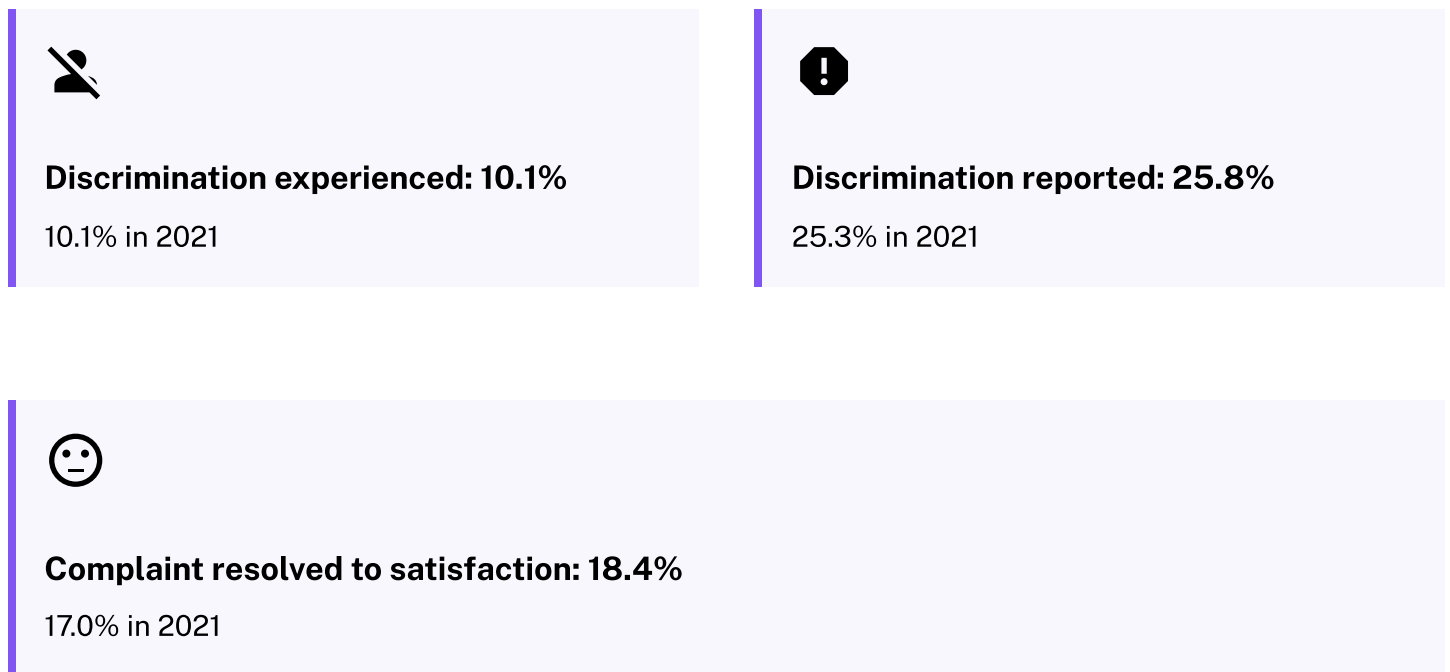 Discrimination experienced: 10.1%
10.1% in 2021
Discrimination reported: 25.8%
25.3% in 2021
Complaint resolved to satisfaction: 18.4%
17.0% in 2021